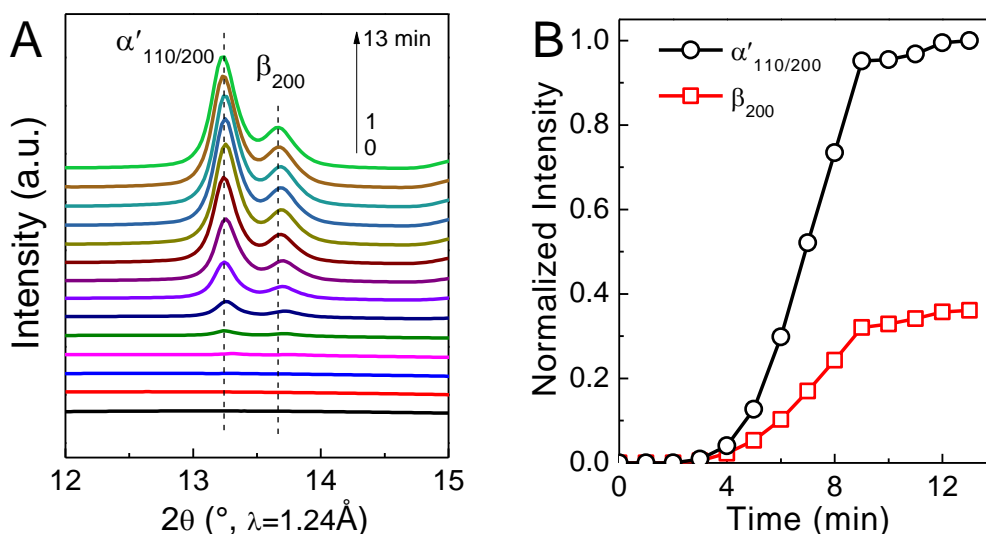 A
α′110/200
β200
13 min
1
0
Intensity (a.u.)
12 13 14 15
2θ (°, λ=1.24Å)
B
α′110/200
β200
Normalized Intensity
1.0
0.8
0.6
0.4
0.2
0.0
0 4 8 12
Time (min)